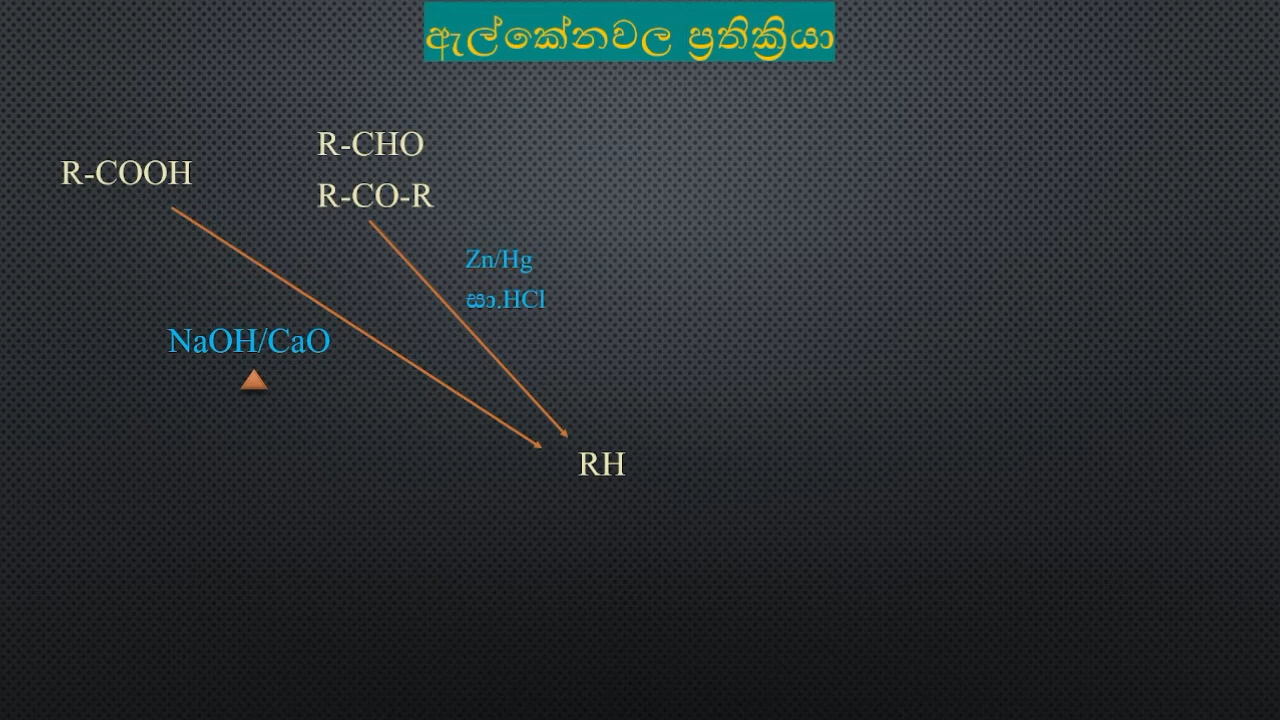 ඇල්කේනවල ප්‍රතික්‍රියා
R-CHO
R-COOH
R-CO-R
Zn/Hg
සා.HCl
NaOH/CaO
RH